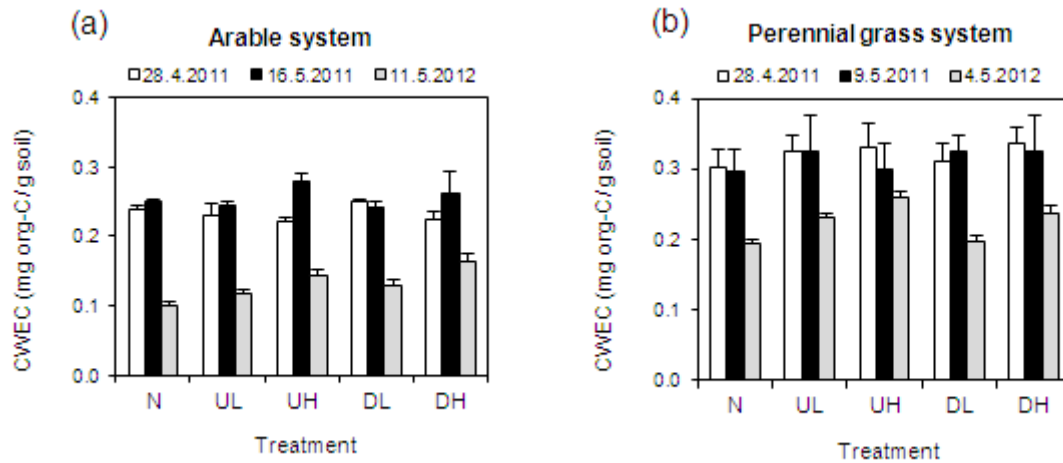 (a)
Arable system
28.4.2011 16.5.2011 11.5.2012
CWEC (mg org-C/g soil)
0.4
0.3
0.2
0.1
0.0
N UL UH DL DH
Treatment
(b)
Perennial grass system
28.4.2011 9.5.2011 4.5.2012
CWEC (mg org-C/g soil)
0.4
0.3
0.2
0.1
0.0
N UL UH DL DH
Treatment